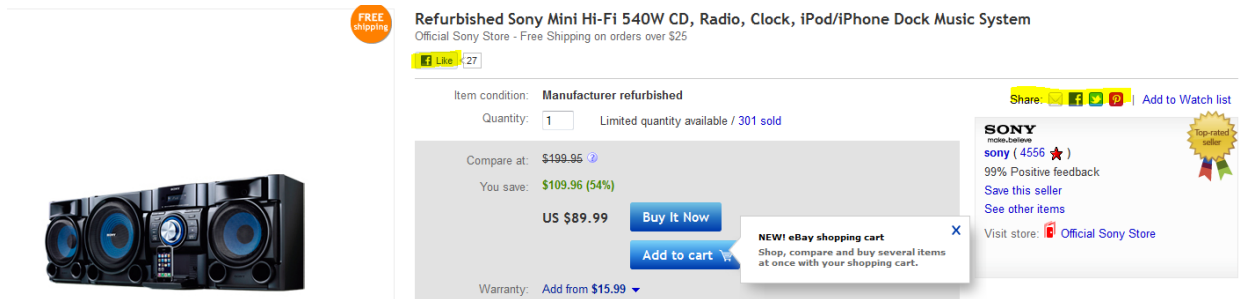 FREE
shipping
Refurbished Sony Mini Hi-Fi 540W CD, Radio, Clock, iPod/iPhone Dock Music System
Official Sony Store - Free Shipping on orders over $25
Like 27
Item condition: Manufacturer refurbished
Quantity: 1 Limited quantity available / 301 sold
Compare at: $199.95
You save: $109.96 (54%)
US $89.99 Buy It Now
Add to cart
NEW! eBay shopping cart X
Shop, compare and buy several items
at once with your shopping cart.
Warranty: Add from $15.99
Share: | Add to Watch list
SONY
make.believe
sony ( 4556 )
99% Positive feedback
Save this seller
See other items
Visit store: Official Sony Store
Top-rated
seller